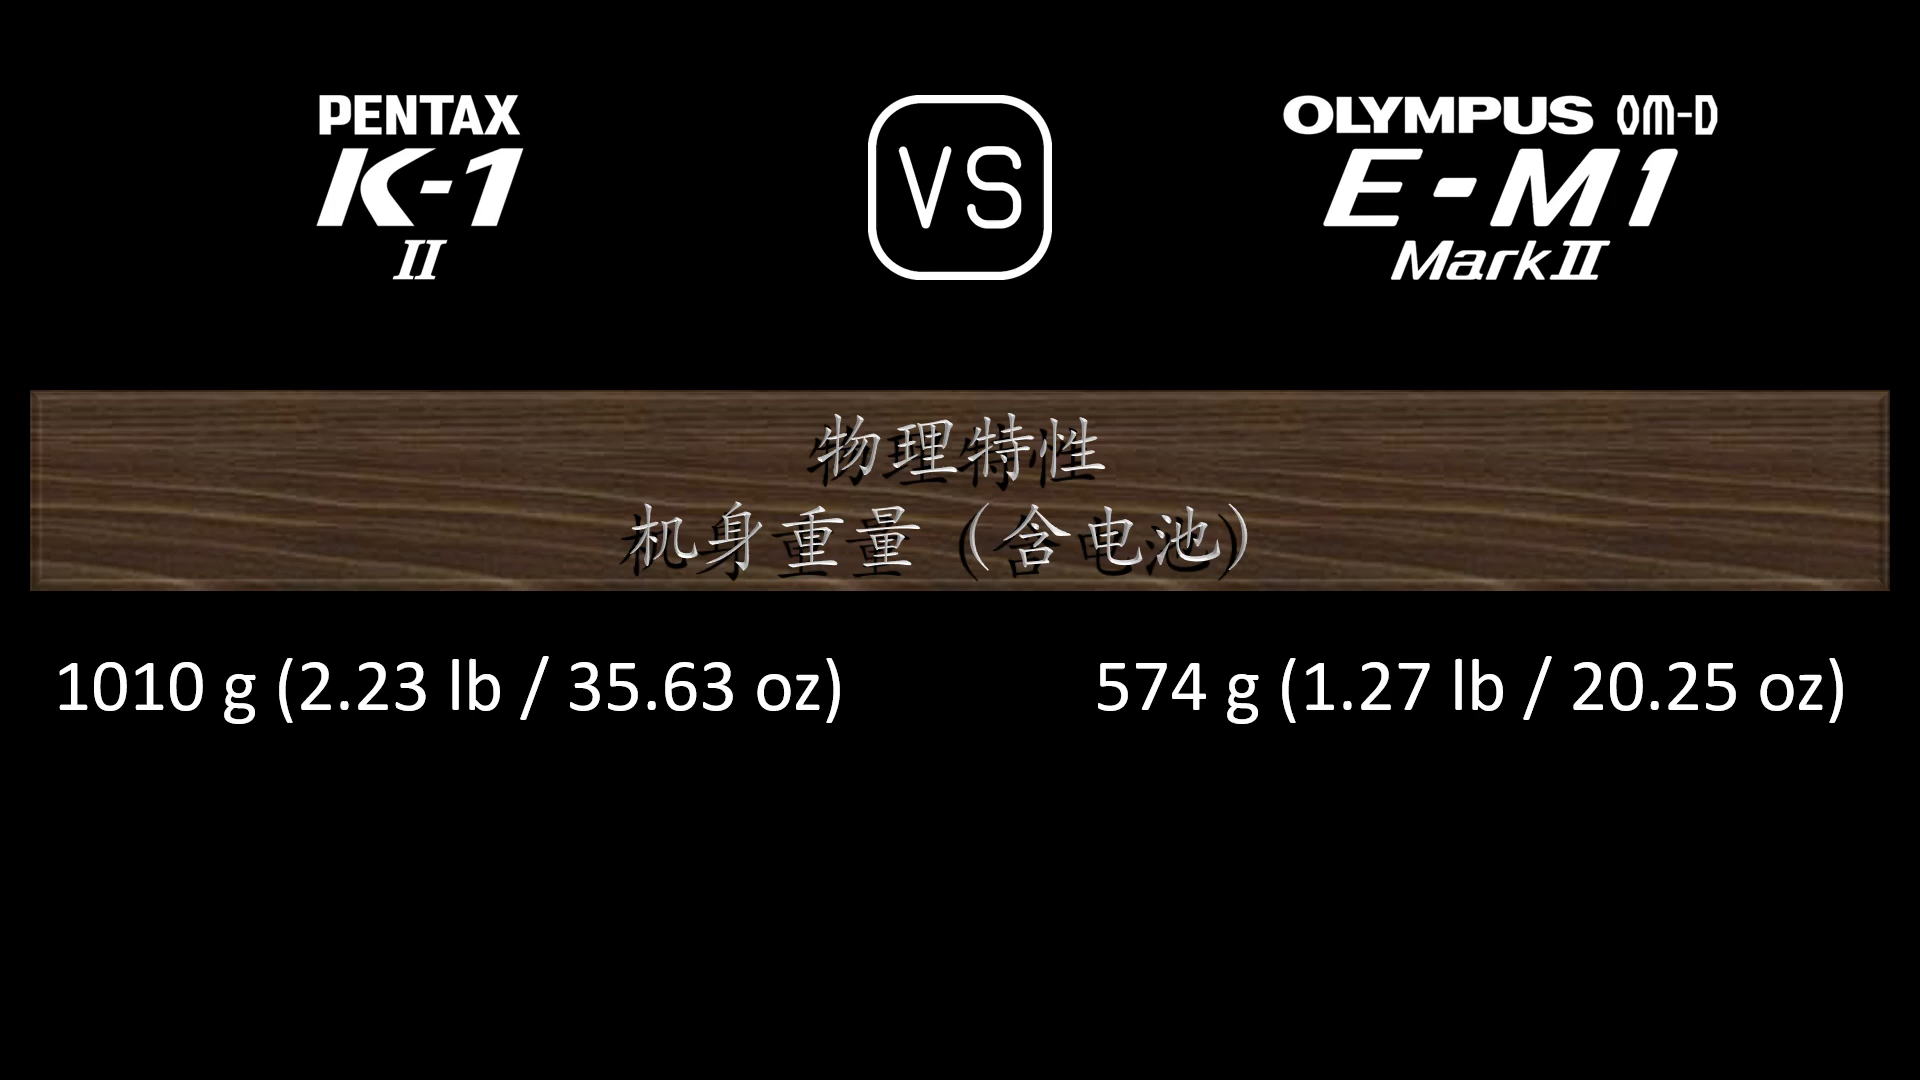 PENTAX
K-1
II
VS
OLYMPUS OM-D
E-M1
Mark II
物理特性
机身重量（含电池）
1010 g (2.23 lb / 35.63 oz)
574 g (1.27 lb / 20.25 oz)